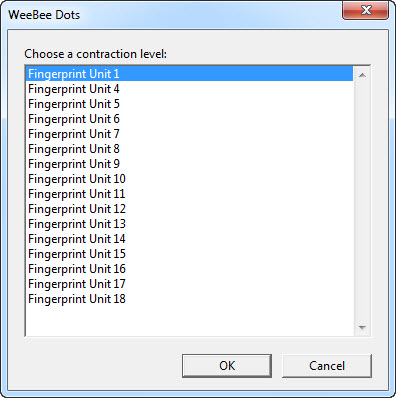 WeeBee Dots
Choose a contraction level:
Fingerprint Unit 1
Fingerprint Unit 4
Fingerprint Unit 5
Fingerprint Unit 6
Fingerprint Unit 7
Fingerprint Unit 8
Fingerprint Unit 9
Fingerprint Unit 10
Fingerprint Unit 11
Fingerprint Unit 12
Fingerprint Unit 13
Fingerprint Unit 14
Fingerprint Unit 15
Fingerprint Unit 16
Fingerprint Unit 17
Fingerprint Unit 18
OK Cancel